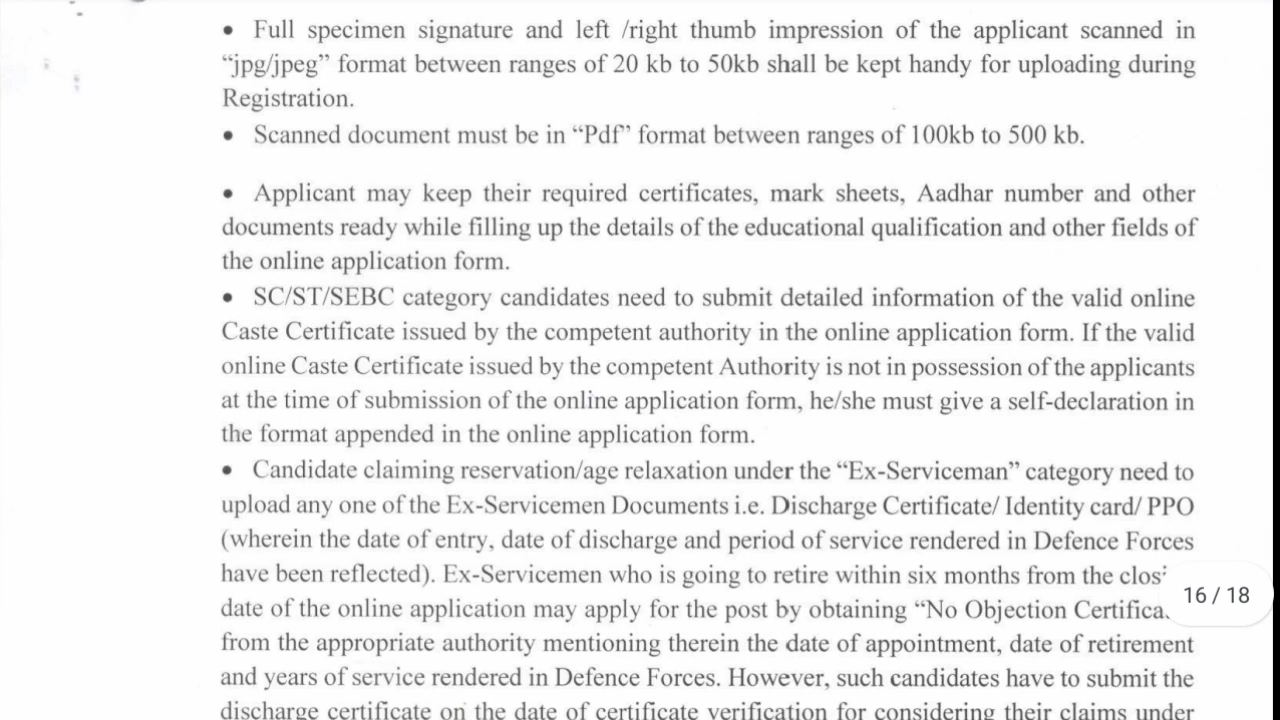 • Full specimen signature and left /right thumb impression of the applicant scanned in
“jpg/jpeg” format between ranges of 20 kb to 50kb shall be kept handy for uploading during
Registration.
• Scanned document must be in “Pdf” format between ranges of 100kb to 500 kb.
• Applicant may keep their required certificates, mark sheets, Aadhar number and other
documents ready while filling up the details of the educational qualification and other fields of
the online application form.
• SC/ST/SEBC category candidates need to submit detailed information of the valid online
Caste Certificate issued by the competent authority in the online application form. If the valid
online Caste Certificate issued by the competent Authority is not in possession of the applicants
at the time of submission of the online application form, he/she must give a self-declaration in
the format appended in the online application form.
• Candidate claiming reservation/age relaxation under the “Ex-Serviceman” category need to
upload any one of the Ex-Servicemen Documents i.e. Discharge Certificate/ Identity card/ PPO
(wherein the date of entry, date of discharge and period of service rendered in Defence Forces
have been reflected). Ex-Servicemen who is going to retire within six months from the
16 / 18
date of the online application may apply for the post by obtaining “No Objection
from the appropriate authority mentioning therein the date of appointment, date of retirement
and years of service rendered in Defence Forces. However, such candidates have to submit the
discharge certificate on the date of certificate verification for considering their claims under